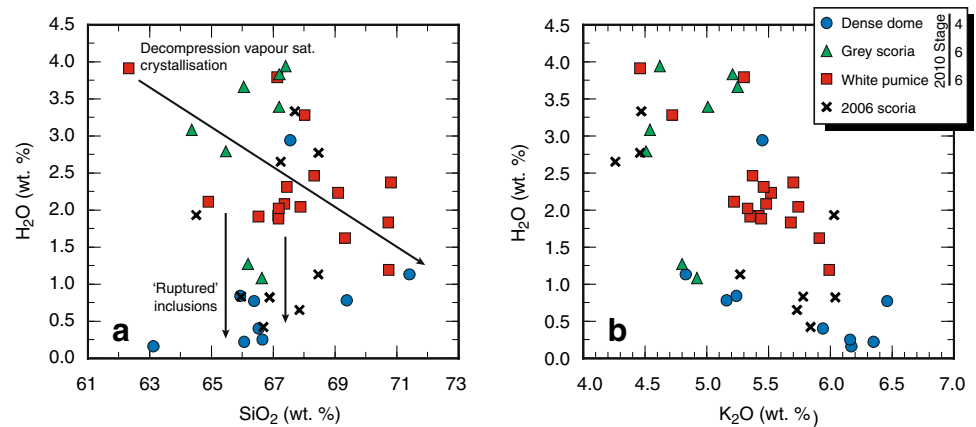 4.5
4.0
3.5
3.0
2.5
2.0
1.5
1.0
0.5
0.0
H2O (wt. %)
Decompression vapour sat.
crystallisation
'Ruptured'
inclusions
a
61 63 65 67 69 71 73
SiO2 (wt. %)
4.5
4.0
3.5
3.0
2.5
2.0
1.5
1.0
0.5
0.0
H2O (wt. %)
b
4.0 4.5 5.0 5.5 6.0 6.5 7.0
K2O (wt. %)
Dense dome 4
Grey scoria 6
White pumice 6
2006 scoria
2010 Stage